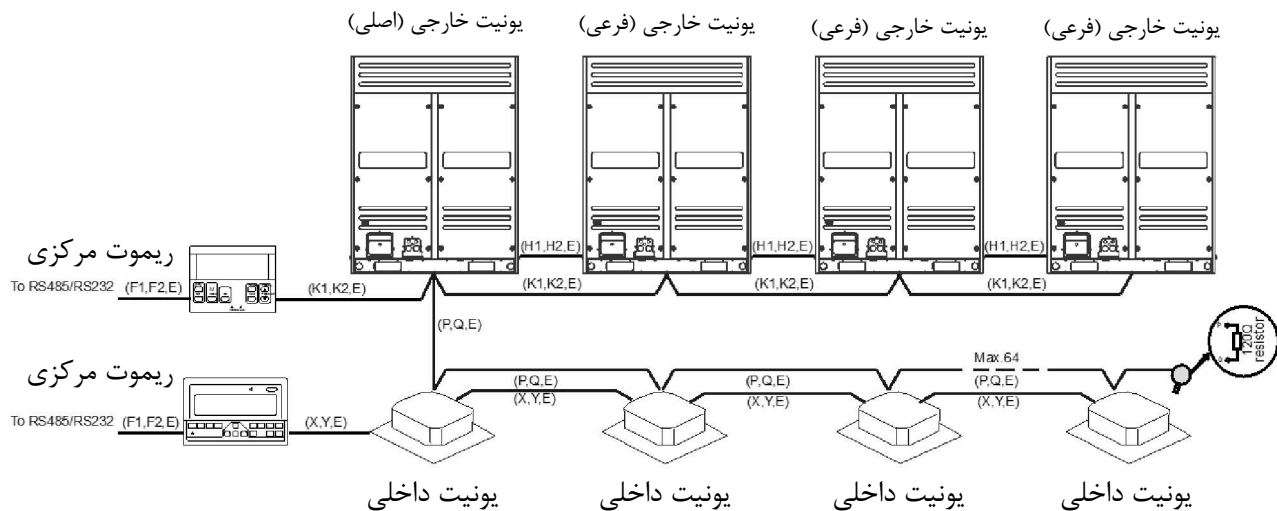 یونیت خارجی (اصلی)
یونیت خارجی (فرعی)
یونیت خارجی (فرعی)
یونیت خارجی (فرعی)
(H1,H2,E)
(H1,H2,E)
(H1,H2,E)
ریموت مرکزی
To RS485/RS232 (F1,F2,E)
(K1,K2,E)
(K1,K2,E)
(K1,K2,E)
(K1,K2,E)
(P,Q,E)
120Ω
resistor
Max.64
ریموت مرکزی
(P,Q,E)
(P,Q,E)
(P,Q,E)
(X,Y,E)
(X,Y,E)
(X,Y,E)
To RS485/RS232 (F1,F2,E)
(X,Y,E)
یونیت داخلی
یونیت داخلی
یونیت داخلی
یونیت داخلی